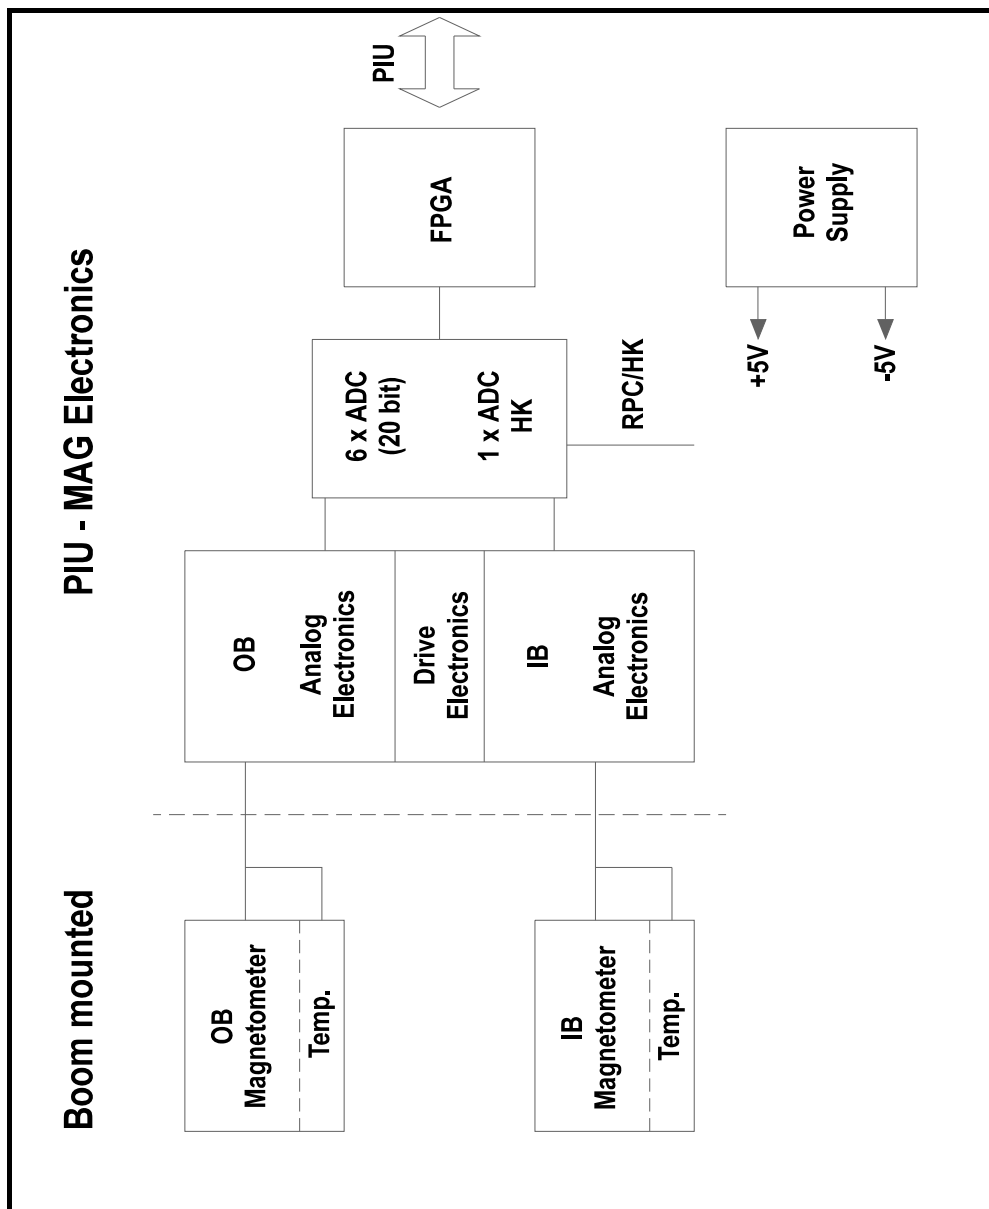 Boom mounted
PIU - MAG Electronics
OB
Magnetometer
Temp.
IB
Magnetometer
Temp.
OB
Analog
Electronics
Drive
Electronics
IB
Analog
Electronics
6 x ADC
(20 bit)
1 x ADC
HK
RPC/HK
FPGA
PIU
Power
Supply
+5V
-5V